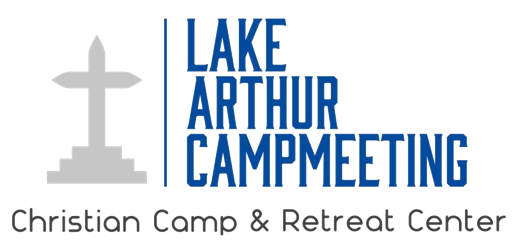 LAKE
ARTHUR
CAMPMEETING
Christian Camp & Retreat Center